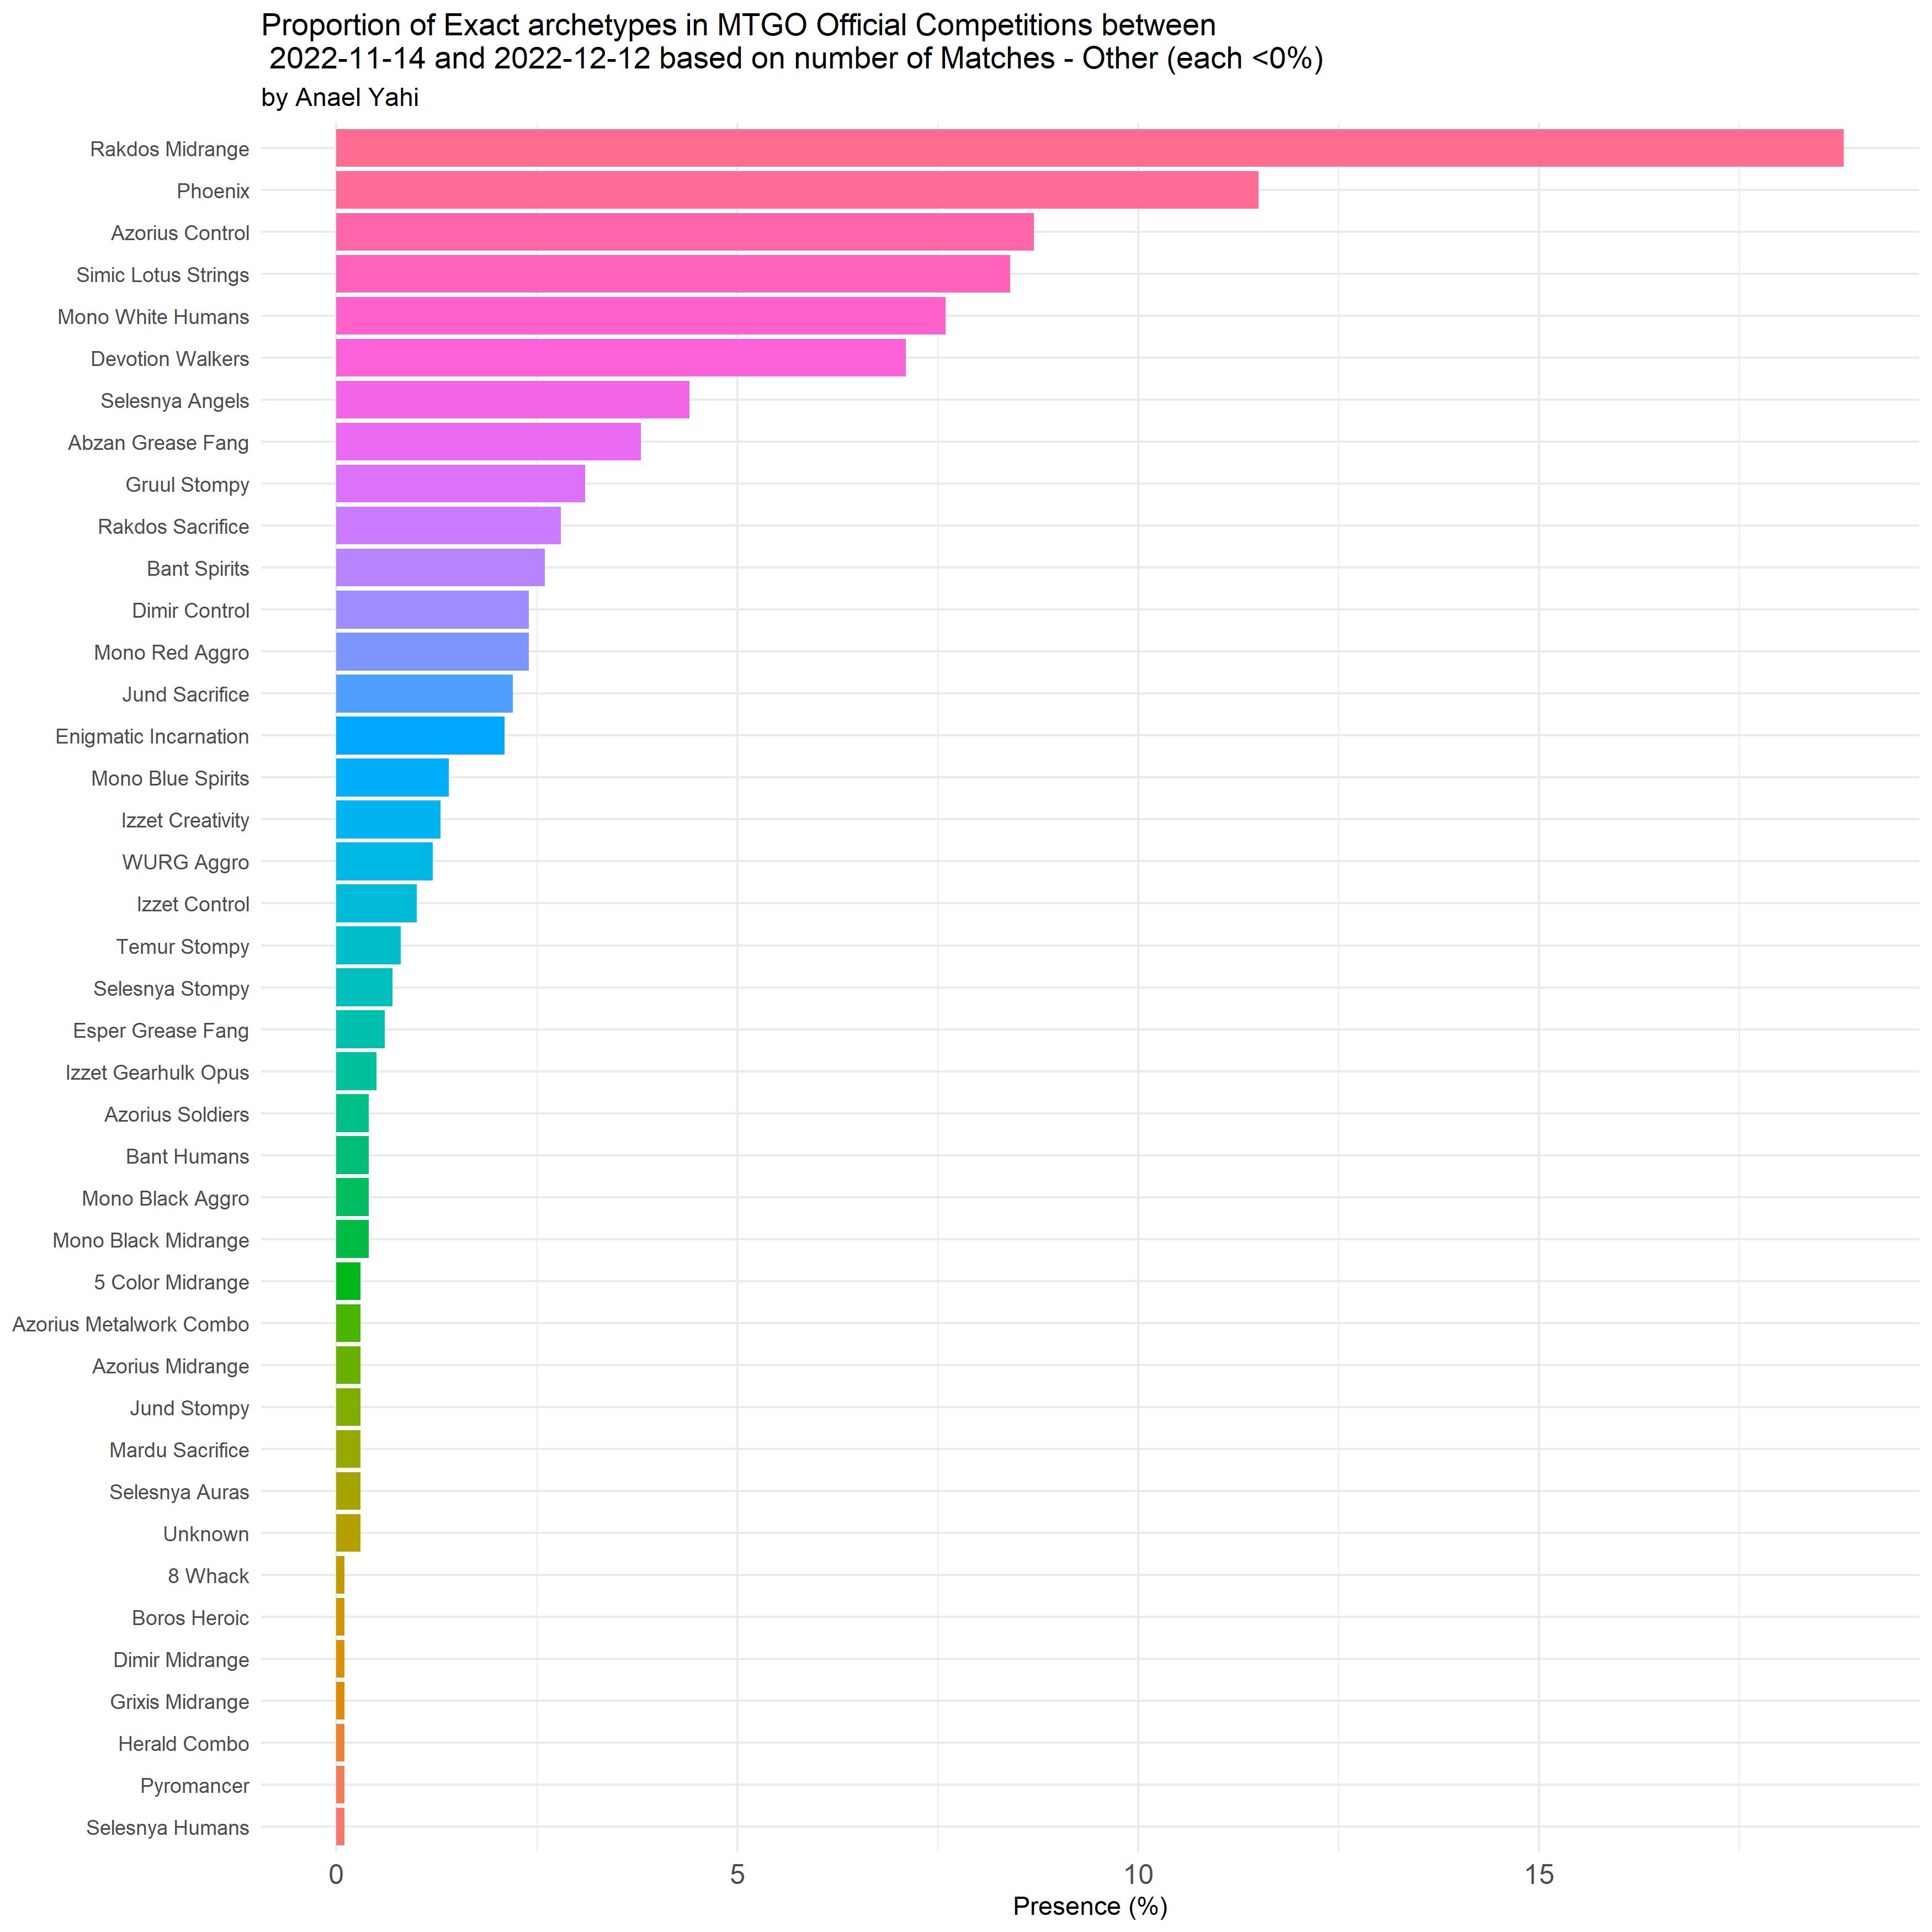 Proportion of Exact archetypes in MTGO Official Competitions between
2022-11-14 and 2022-12-12 based on number of Matches - Other (each <0%)
by Anael Yahi
Rakdos Midrange
Phoenix
Azorius Control
Simic Lotus Strings
Mono White Humans
Devotion Walkers
Selesnya Angels
Abzan Grease Fang
Gruul Stompy
Rakdos Sacrifice
Bant Spirits
Dimir Control
Mono Red Aggro
Jund Sacrifice
Enigmatic Incarnation
Mono Blue Spirits
Izzet Creativity
WURG Aggro
Izzet Control
Temur Stompy
Selesnya Stompy
Esper Grease Fang
Izzet Gearhulk Opus
Azorius Soldiers
Bant Humans
Mono Black Aggro
Mono Black Midrange
5 Color Midrange
Azorius Metalwork Combo
Azorius Midrange
Jund Stompy
Mardu Sacrifice
Selesnya Auras
Unknown
8 Whack
Boros Heroic
Dimir Midrange
Grixis Midrange
Herald Combo
Pyromancer
Selesnya Humans
0 5 10 15
Presence (%)